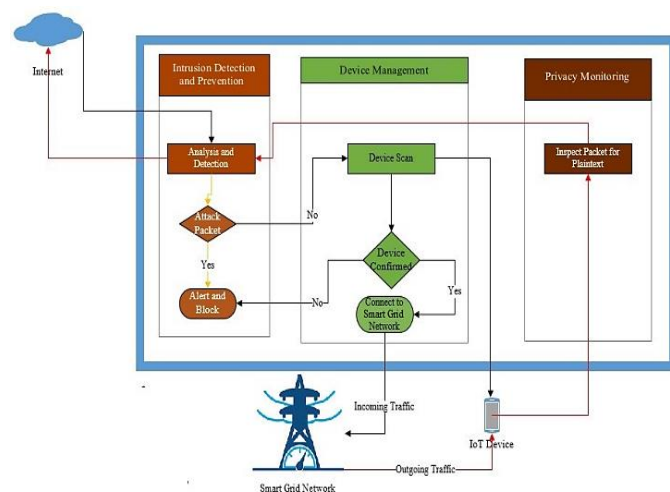 Internet
Intrusion Detection
and Prevention
Device Management
Privacy Monitoring
Analysis and
Detection
Device Scan
Inspect Packet for
Plaintext
Attack
Packet
No
Device
Confirmed
Yes
Alert and
Block
No
Yes
Connect to
Smart Grid
Network
Incoming Traffic
IoT Device
Outgoing Traffic
Smart Grid Network